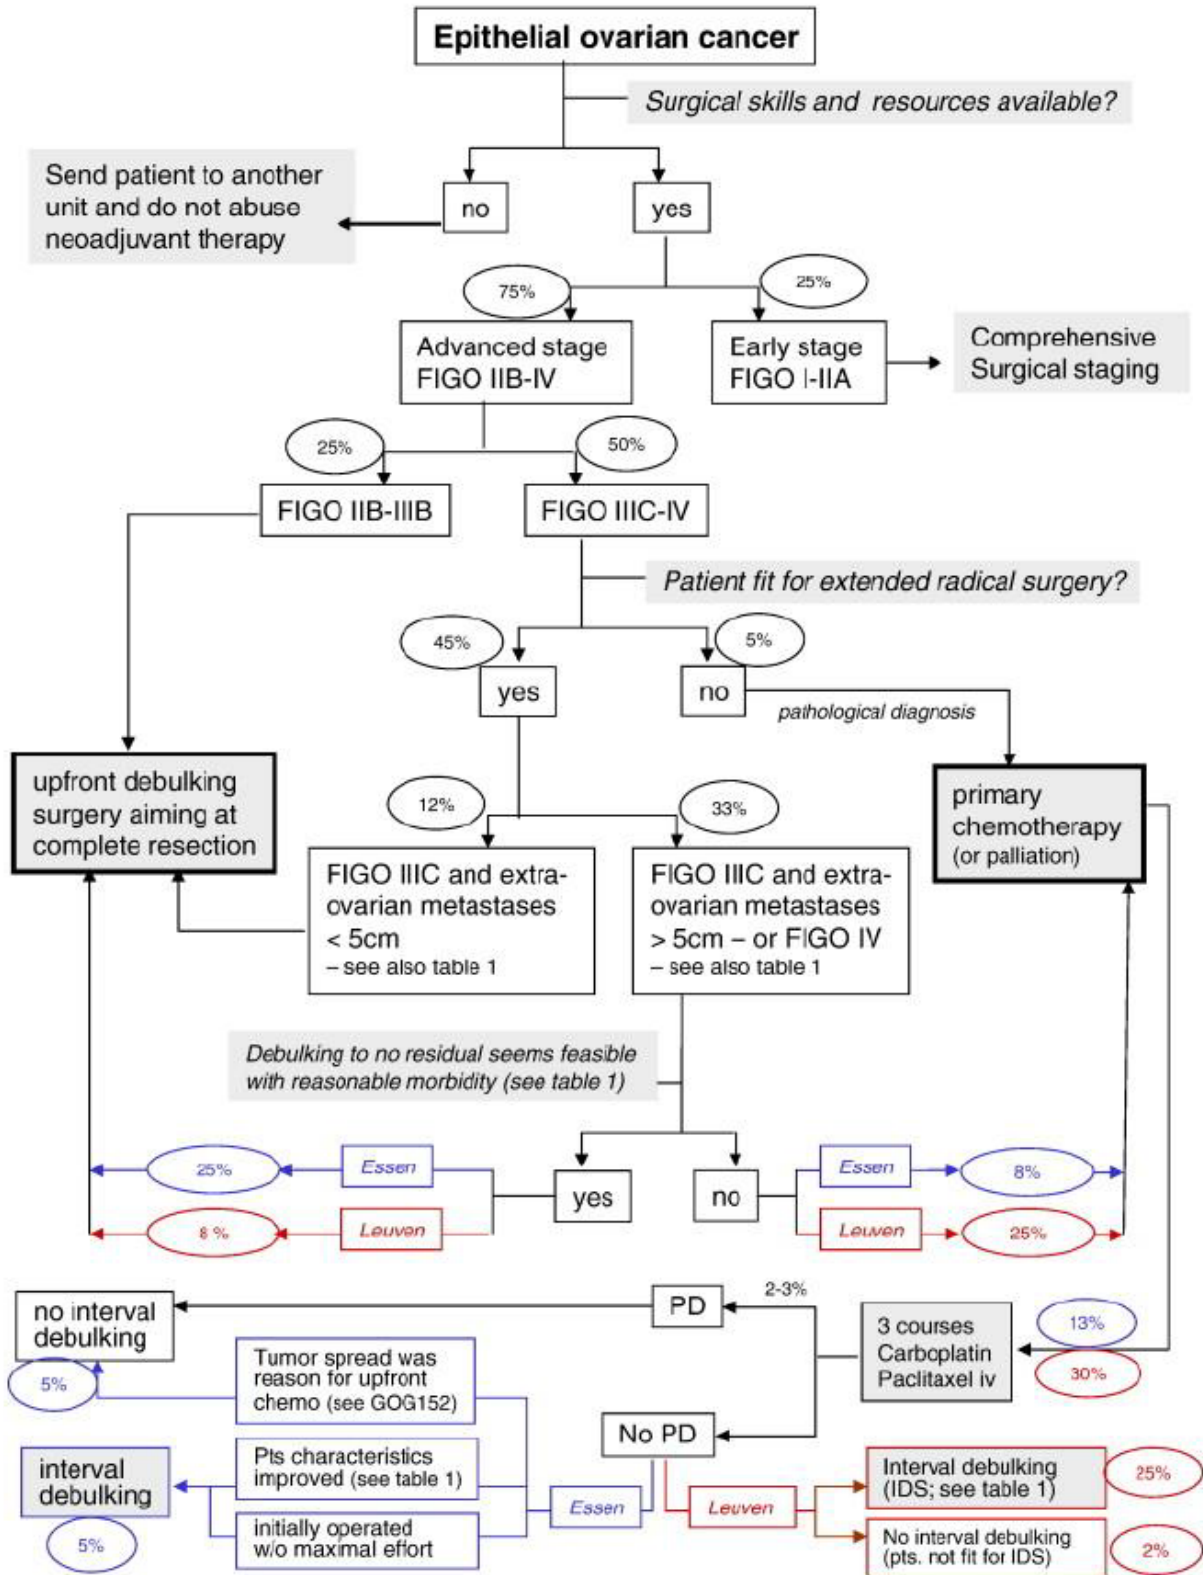 Epithelial ovarian cancer
Surgical skills and resources available?
Send patient to another
unit and do not abuse
neoadjuvant therapy
no
yes
75%
25%
Advanced stage
FIGO IIB-IV
Early stage
FIGO I-IIA
Comprehensive
Surgical staging
25%
50%
FIGO IIB-IIIB
FIGO IIIC-IV
Patient fit for extended radical surgery?
45%
5%
yes
no
pathological diagnosis
upfront debulking
surgery aiming at
complete resection
primary
chemotherapy
(or palliation)
12%
33%
FIGO IIIC and extra-
ovarian metastases
< 5cm
– see also table 1
FIGO IIIC and extra-
ovarian metastases
> 5cm – or FIGO IV
– see also table 1
Debulking to no residual seems feasible
with reasonable morbidity (see table 1)
25%
Essen
yes
no
Essen
8%
8 %
Leuven
Leuven
25%
no interval
debulking
PD
2-3%
3 courses
Carboplatin
Paclitaxel iv
13%
30%
5%
Tumor spread was
reason for upfront
chemo (see GOG152)
No PD
interval
debulking
5%
Pts characteristics
improved (see table 1)
initially operated
w/o maximal effort
Essen
Leuven
Interval debulking
(IDS; see table 1)
25%
No interval debulking
(pts. not fit for IDS)
2%